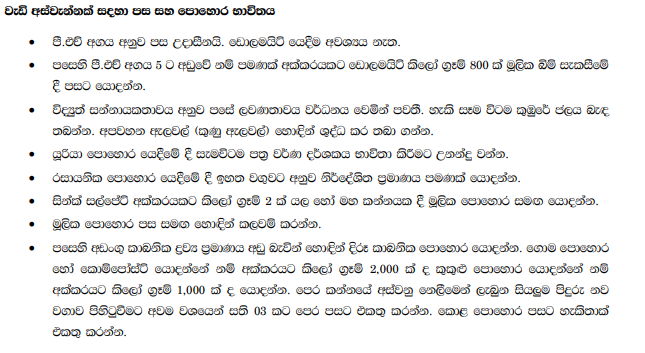 වැඩි අස්වැන්නක් සඳහා පස සහ පොහොර භාවිතය
• පී.එච් අගය අනුව පස උදාසීනයි. ඩොලමයිට් යෙදීම අවශ්‍යය නැත.
• පසෙහි පී.එච් අගය 5 ට අඩුවේ නම් පමණක් අක්කරයකට ඩොලමයිට් කිලෝ ග්‍රෑම් 800 ක් මූලික බිම් සැකසීමේ
දී පසට යොදන්න.
• විද්‍යුත් සන්නායකතාවය අනුව පසේ ලවණතාවය වර්ධනය වෙමින් පවතී. හැකි සෑම විටම කුඹුරේ ජලය බැඳ
තබන්න. අපවහන ඇලවල් (කුණු ඇලවල්) හොඳින් ශුද්ධ කර තබා ගන්න.
• යූරියා පොහොර යෙදීමේ දී සැමවිටම පත්‍ර වර්ණ දර්ශකය භාවිතා කිරීමට උනන්දු වන්න.
• රසායනික පොහොර යෙදීමේ දී ඉහත වගුවට අනුව නිර්දේශිත ප්‍රමාණය පමණක් යොදන්න.
• සින්ක් සල්පේට් අක්කරයකට කිලෝ ග්‍රෑම් 2 ක් යල හෝ මහ කන්නයක දී මූලික පොහොර සමඟ යොදන්න.
• මූලික පොහොර පස සමඟ හොඳින් කලවම් කරන්න.
• පසෙහි අඩංගු කාබනික ද්‍රව්‍ය ප්‍රමාණය අඩු බැවින් හොඳින් දිරූ කාබනික පොහොර යොදන්න. ගොම පොහොර
හෝ කොම්පෝස්ට් යොදන්නේ නම් අක්කරයට කිලෝ ග්‍රෑම් 2,000 ක් ද කුකුළු පොහොර යොදන්නේ නම්
අක්කරයට කිලෝ ග්‍රෑම් 1,000 ක් ද යොදන්න. පෙර කන්නයේ අස්වනු නෙලීමෙන් ලැබුන සියලුම පිදුරු නව
වගාව පිහිටුවීමට අවම වශයෙන් සති 03 කට පෙර පසට එකතු කරන්න. කොළ පොහොර පසට හැකිතාක්
එකතු කරන්න.